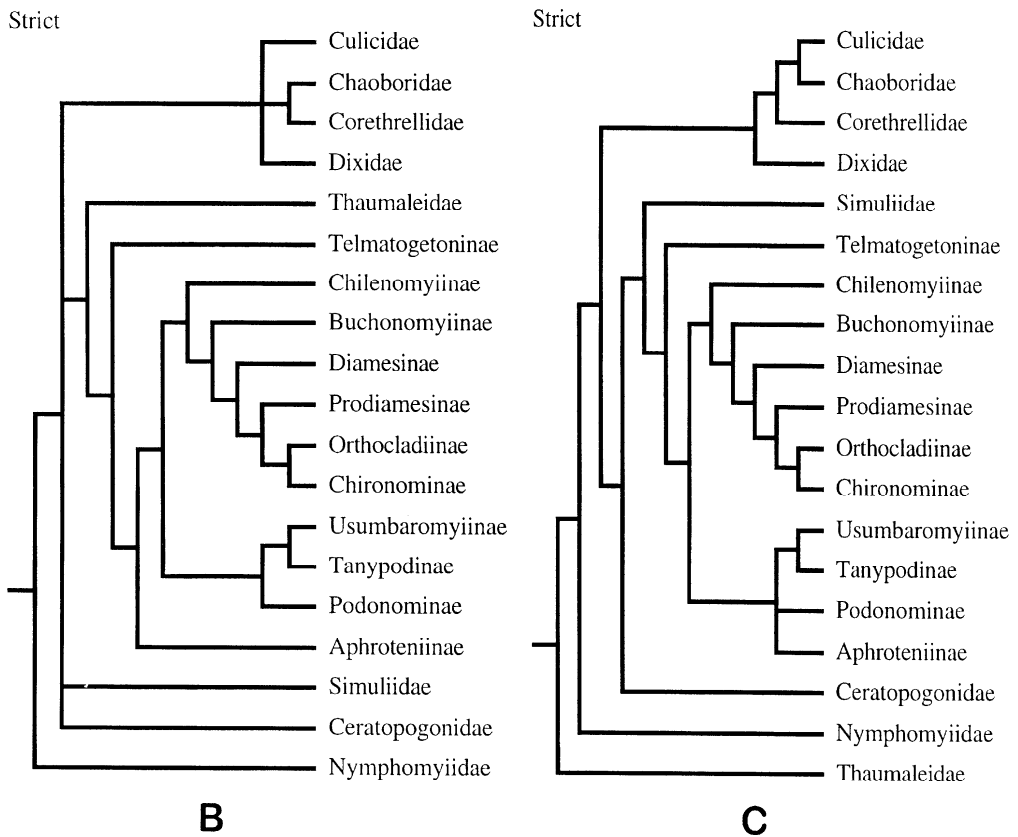 Strict
Culicidae
Chaoboridae
Corethrellidae
Dixidae
Thaumaleidae
Telmatogetoninae
Chilenomyiinae
Buchonomyiinae
Diamesinae
Prodiamesinae
Orthocladiinae
Chironominae
Usumbaromyiinae
Tanypodinae
Podonominae
Aphroteniinae
Simuliidae
Ceratopogonidae
Nymphomyiidae
B
Strict
Culicidae
Chaoboridae
Corethrellidae
Dixidae
Simuliidae
Telmatogetoninae
Chilenomyiinae
Buchonomyiinae
Diamesinae
Prodiamesinae
Orthocladiinae
Chironominae
Usumbaromyiinae
Tanypodinae
Podonominae
Aphroteniinae
Ceratopogonidae
Nymphomyiidae
Thaumaleidae
C